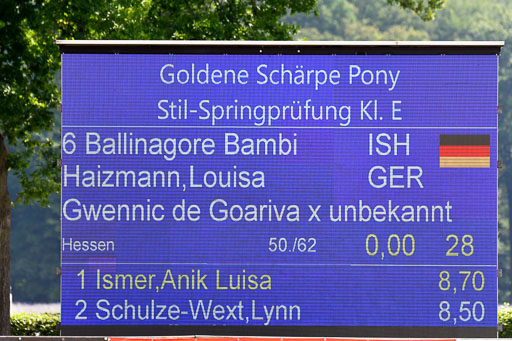 Goldene Schärpe Pony
Stil-Springprüfung Kl. E
6 Ballinagore Bambi ISH
Haizmann,Louisa GER
Gwennic de Goariva x unbekannt
Hessen 50./62 0,00 28
1 Ismer,Anik Luisa 8,70
2 Schulze-Wext,Lynn 8,50